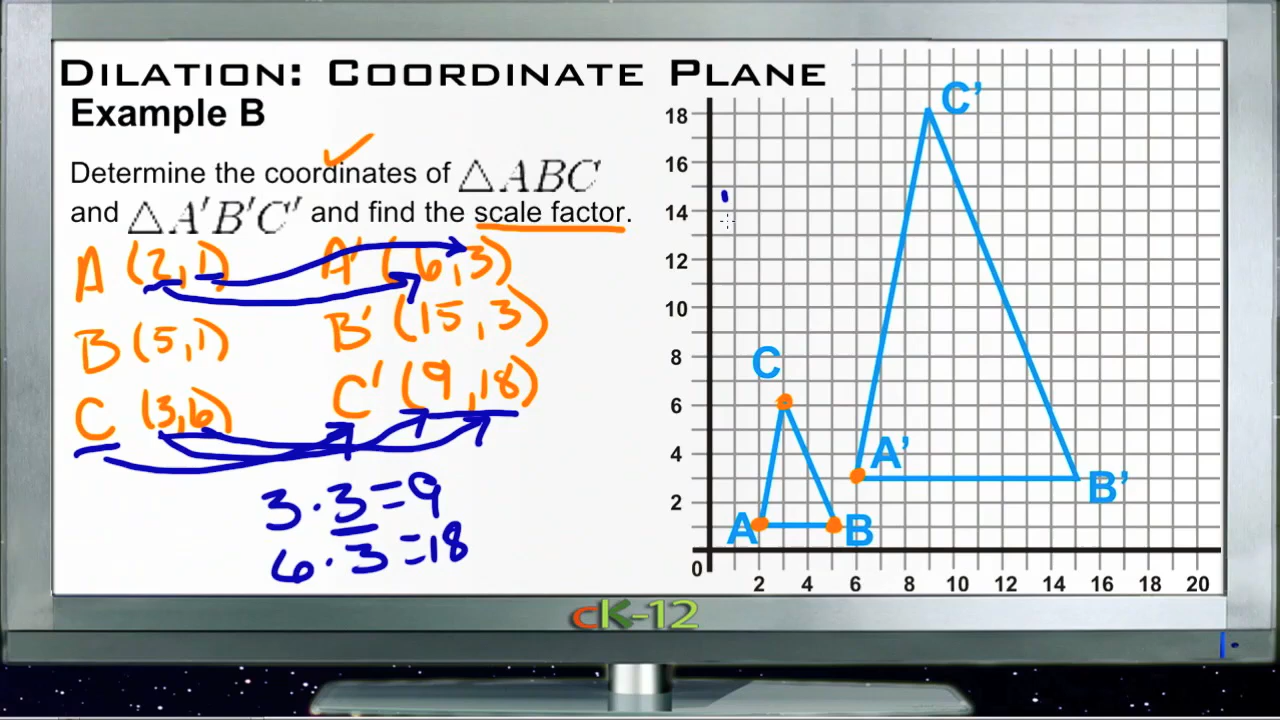 DILATION: COORDINATE PLANE
Example B
Determine the coordinates of △ABC
and △A'B'C' and find the scale factor.
A (2,1) A' (6,3)
B (5,1) B' (15,3)
C (3,6) C' (9,18)
3·3=9
6·3=18
18
16
14
12
10
8
6
4
2
0
2 4 6 8 10 12 14 16 18 20
C'
C
A'
B'
A
B
cK-12